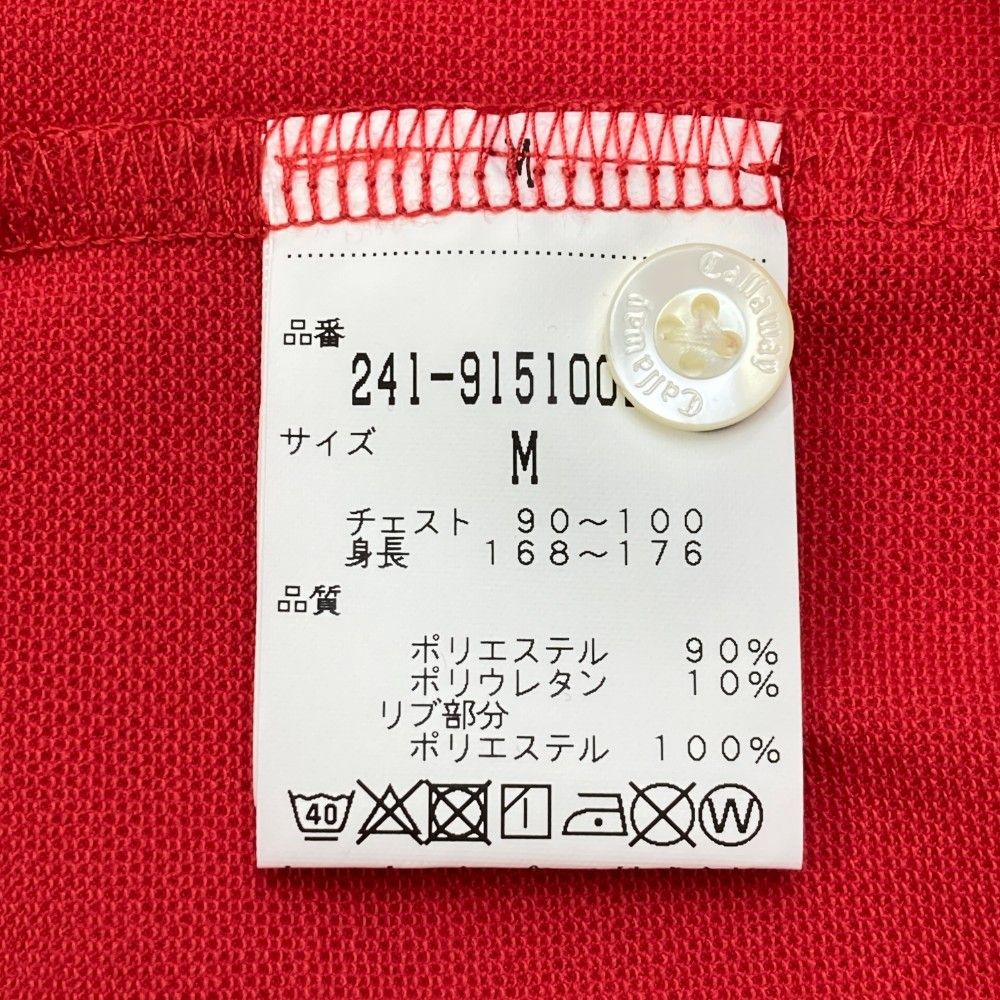 品番
241-9151001
Callaway
Callaway
サイズ
M
チェスト 90～100
身長 168～176
品質
ポリエステル 90%
ポリウレタン 10%
リブ部分
ポリエステル 100%
40
W